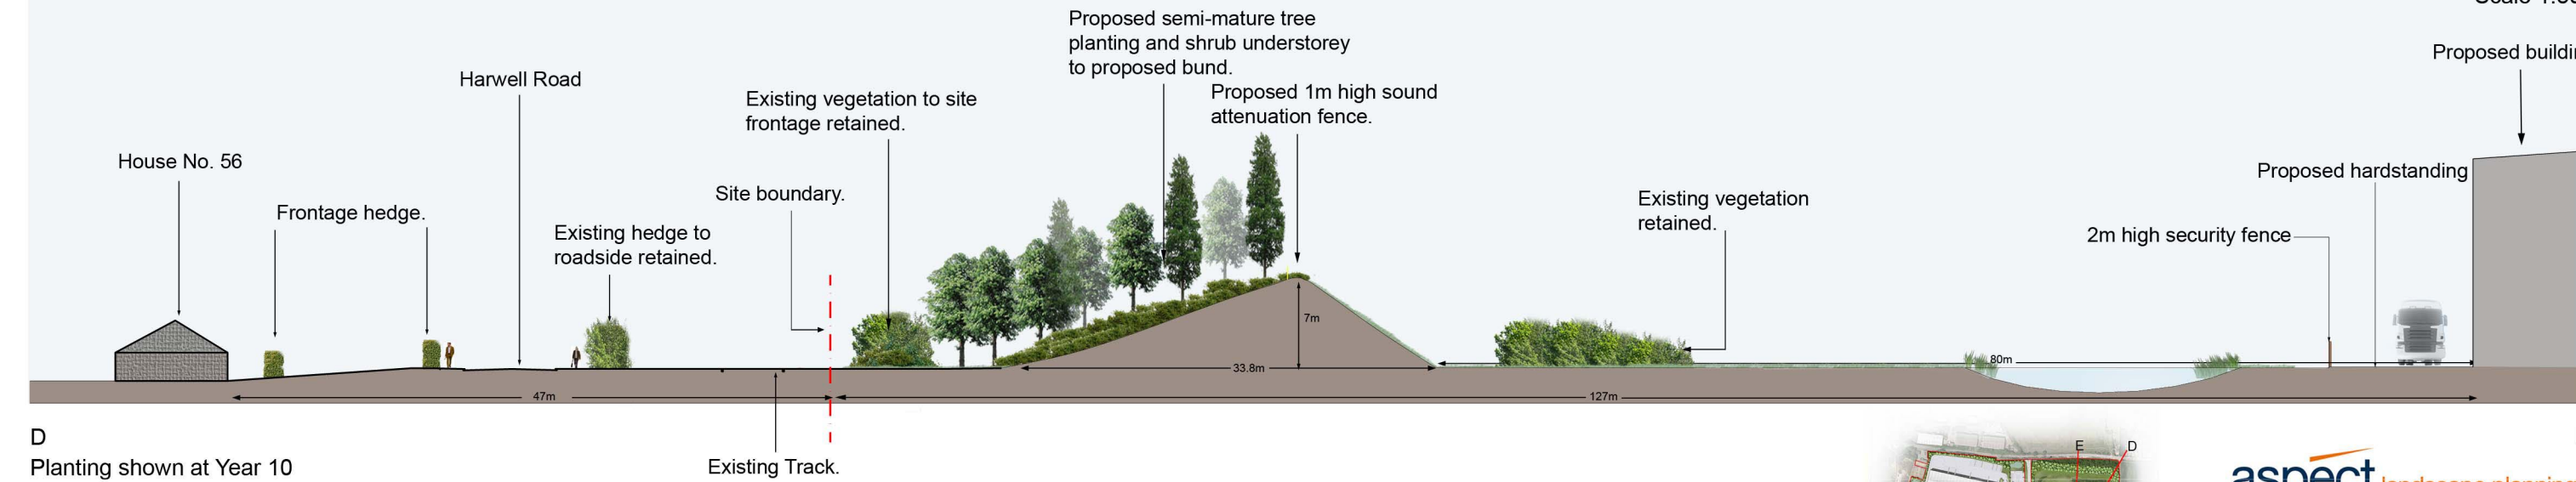 Proposed semi-mature tree
planting and shrub understorey
to proposed bund.
Proposed building
Harwell Road
Existing vegetation to site
frontage retained.
Proposed 1m high sound
attenuation fence.
House No. 56
Proposed hardstanding
Site boundary.
Existing vegetation
retained.
Frontage hedge.
Existing hedge to
roadside retained.
2m high security fence
7m
80m
33.8m
47m
127m
D
Planting shown at Year 10
Existing Track.
E
D
aspect landscape planning